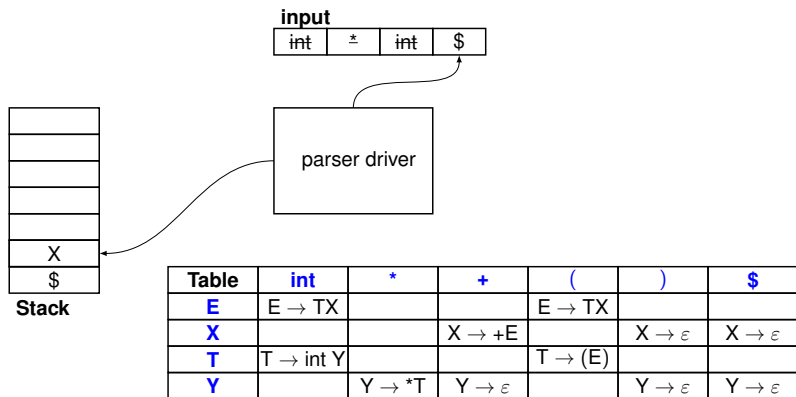 input
int * int $
parser driver
X
$
Stack
Table int * + ( ) $
E E → TX E → TX
X X → +E X → ε X → ε
T T → int Y T → (E)
Y Y → *T Y → ε Y → ε Y → ε